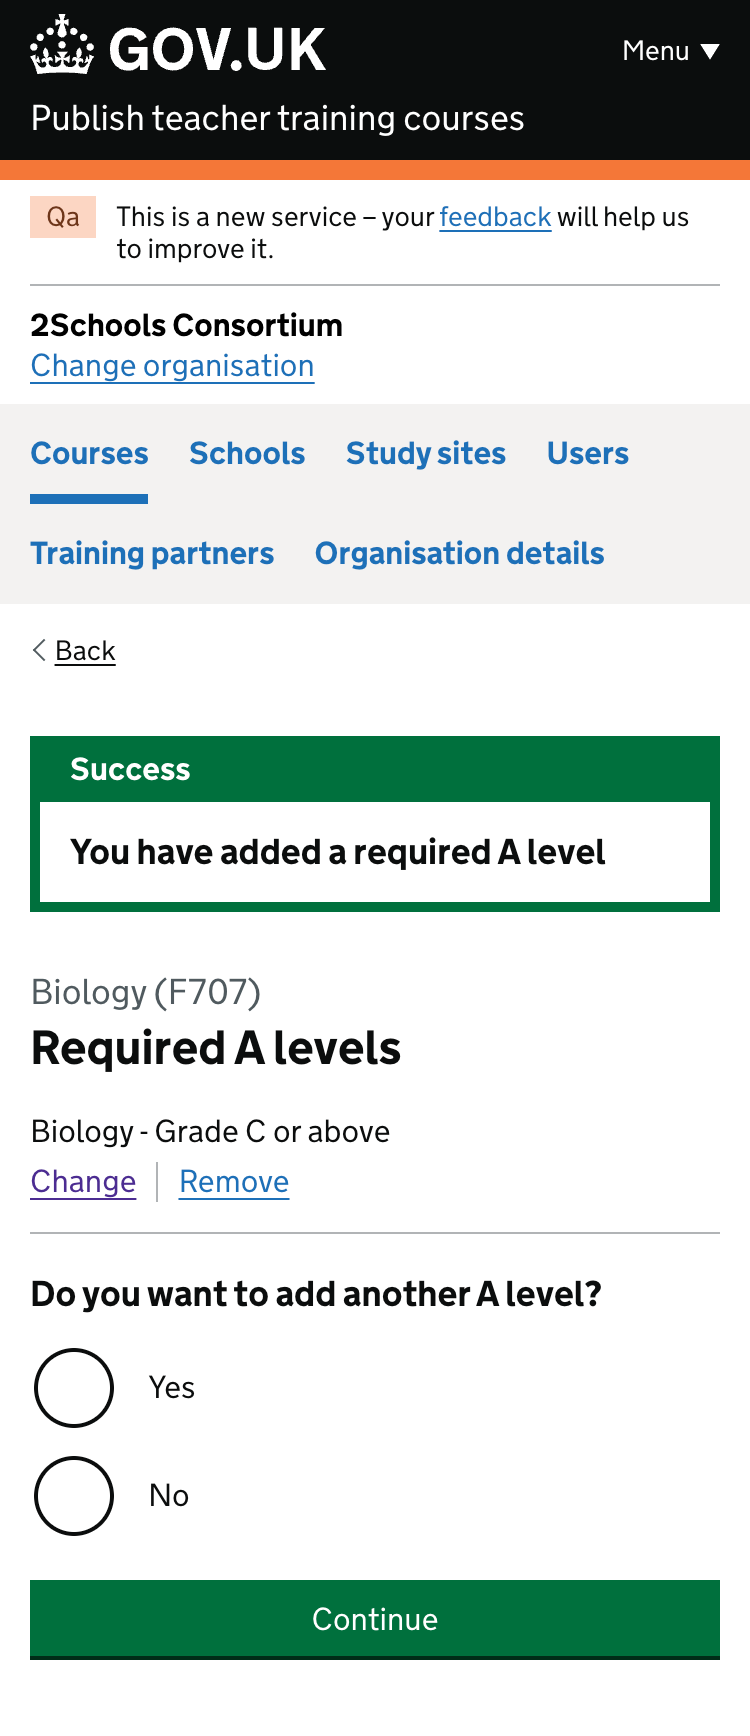 GOV.UK
Menu ▼
Publish teacher training courses
Qa
This is a new service – your feedback will help us
to improve it.
2Schools Consortium
Change organisation
Courses Schools Study sites Users
Training partners Organisation details
Back
Success
You have added a required A level
Biology (F707)
Required A levels
Biology - Grade C or above
Change Remove
Do you want to add another A level?
Yes
No
Continue